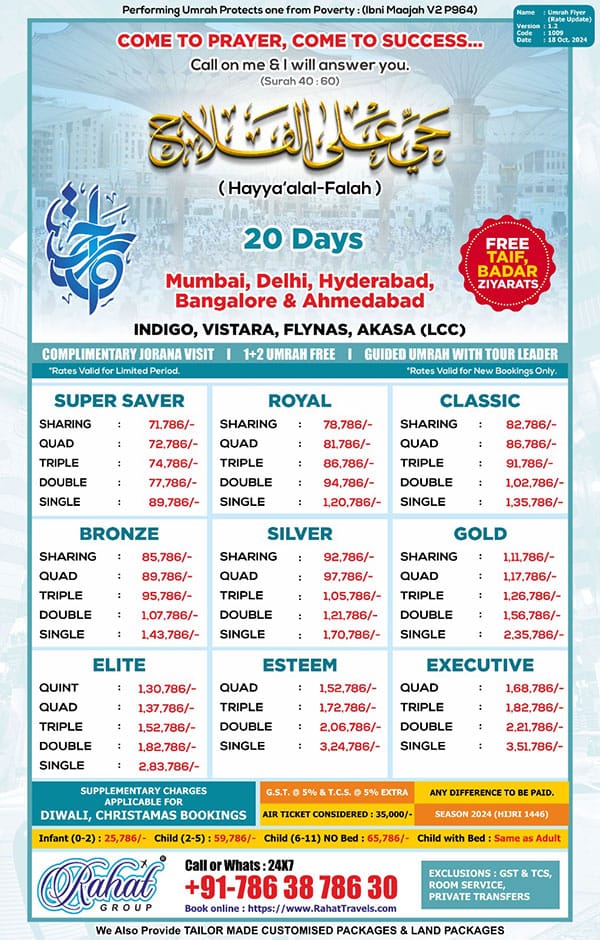 Performing Umrah Protects one from Poverty : (Ibni Maajah V2 P964)
Name : Umrah Flyer
(Rate Update)
Version : 1.2
Code : 1009
Date : 18 Oct. 2024
COME TO PRAYER, COME TO SUCCESS...
Call on me & I will answer you.
(Surah 40 : 60)
حَيَّ عَلَى الْفَلَاحْ
( Hayya'alal-Falah )
20 Days
Mumbai, Delhi, Hyderabad,
Bangalore & Ahmedabad
FREE
TAIF,
BADAR
ZIYARATS
INDIGO, VISTARA, FLYNAS, AKASA (LCC)
COMPLIMENTARY JORANA VISIT I 1+2 UMRAH FREE I GUIDED UMRAH WITH TOUR LEADER
*Rates Valid for Limited Period. *Rates Valid for New Bookings Only.
SUPER SAVER
SHARING : 71,786/-
QUAD : 72,786/-
TRIPLE : 74,786/-
DOUBLE : 77,786/-
SINGLE : 89,786/-
ROYAL
SHARING : 78,786/-
QUAD : 81,786/-
TRIPLE : 86,786/-
DOUBLE : 94,786/-
SINGLE : 1,20,786/-
CLASSIC
SHARING : 82,786/-
QUAD : 86,786/-
TRIPLE : 91,786/-
DOUBLE : 1,02,786/-
SINGLE : 1,35,786/-
BRONZE
SHARING : 85,786/-
QUAD : 89,786/-
TRIPLE : 95,786/-
DOUBLE : 1,07,786/-
SINGLE : 1,43,786/-
SILVER
SHARING : 92,786/-
QUAD : 97,786/-
TRIPLE : 1,05,786/-
DOUBLE : 1,21,786/-
SINGLE : 1,70,786/-
GOLD
SHARING : 1,11,786/-
QUAD : 1,17,786/-
TRIPLE : 1,26,786/-
DOUBLE : 1,56,786/-
SINGLE : 2,35,786/-
ELITE
QUINT : 1,30,786/-
QUAD : 1,37,786/-
TRIPLE : 1,52,786/-
DOUBLE : 1,82,786/-
SINGLE : 2,83,786/-
ESTEEM
QUAD : 1,52,786/-
TRIPLE : 1,72,786/-
DOUBLE : 2,06,786/-
SINGLE : 3,24,786/-
EXECUTIVE
QUAD : 1,68,786/-
TRIPLE : 1,82,786/-
DOUBLE : 2,21,786/-
SINGLE : 3,51,786/-
SUPPLEMENTARY CHARGES
APPLICABLE FOR
DIWALI, CHRISTAMAS BOOKINGS
G.S.T. @ 5% & T.C.S. @ 5% EXTRA
ANY DIFFERENCE TO BE PAID.
AIR TICKET CONSIDERED : 35,000/-
SEASON 2024 (HIJRI 1446)
Infant (0-2) : 25,786/- Child (2-5) : 59,786/- Child (6-11) NO Bed : 65,786/- Child with Bed : Same as Adult
Rahat
GROUP
Call or Whats : 24X7
+91-786 38 786 30
Book online : https://www.RahatTravels.com
EXCLUSIONS : GST & TCS,
ROOM SERVICE,
PRIVATE TRANSFERS
We Also Provide TAILOR MADE CUSTOMISED PACKAGES & LAND PACKAGES